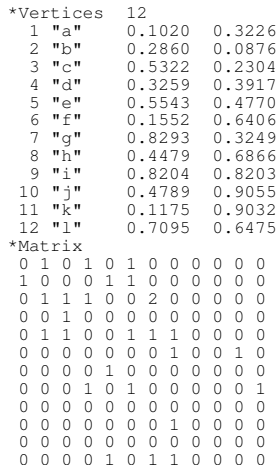 *Vertices 12
1 "a" 0.1020 0.3226
2 "b" 0.2860 0.0876
3 "c" 0.5322 0.2304
4 "d" 0.3259 0.3917
5 "e" 0.5543 0.4770
6 "f" 0.1552 0.6406
7 "g" 0.8293 0.3249
8 "h" 0.4479 0.6866
9 "i" 0.8204 0.8203
10 "j" 0.4789 0.9055
11 "k" 0.1175 0.9032
12 "l" 0.7095 0.6475
*Matrix
0 1 0 1 0 1 0 0 0 0 0 0
1 0 0 0 1 1 0 0 0 0 0 0
0 1 1 1 0 0 2 0 0 0 0 0
0 0 1 0 0 0 0 0 0 0 0 0
0 1 1 0 0 1 1 1 0 0 0 0
0 0 0 0 0 0 0 1 0 0 1 0
0 0 0 0 1 0 0 0 0 0 0 0
0 0 0 1 0 1 0 0 0 0 0 1
0 0 0 0 0 0 0 0 0 0 0 0
0 0 0 0 0 0 0 1 0 0 0 0
0 0 0 0 0 0 0 0 0 0 0 0
0 0 0 0 1 0 1 1 0 0 0 0